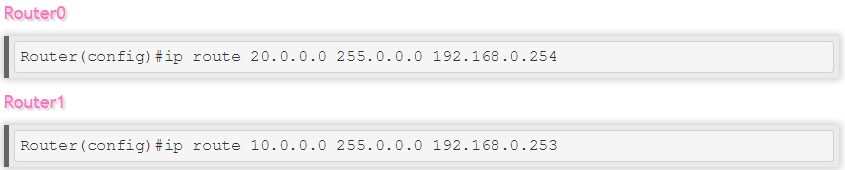 Router0
Router(config)#ip route 20.0.0.0 255.0.0.0 192.168.0.254
Router1
Router(config)#ip route 10.0.0.0 255.0.0.0 192.168.0.253